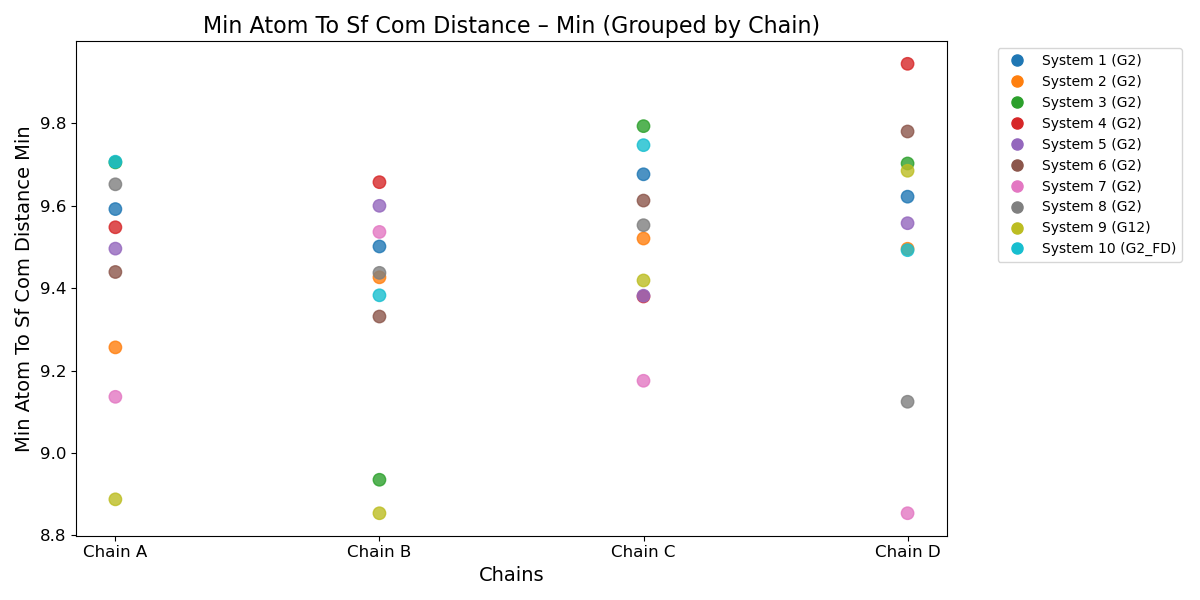 Min Atom To Sf Com Distance – Min (Grouped by Chain)
Min Atom To Sf Com Distance Min
9.8
9.6
9.4
9.2
9.0
8.8
Chain A
Chain B
Chain C
Chain D
Chains
System 1 (G2)
System 2 (G2)
System 3 (G2)
System 4 (G2)
System 5 (G2)
System 6 (G2)
System 7 (G2)
System 8 (G2)
System 9 (G12)
System 10 (G2_FD)